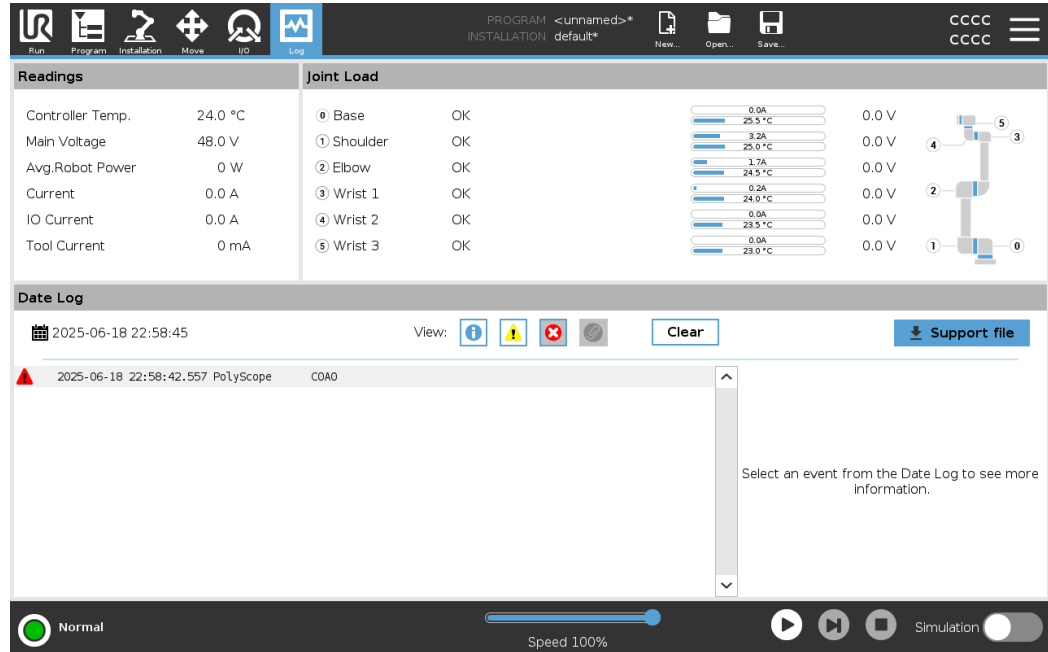 PROGRAM <unnamed>*
INSTALLATION default*
CCCC
CCCC
Run
Program
Installation
Move
I/O
Log
New...
Open...
Save...
Readings
Joint Load
Controller Temp. 24.0 °C
Main Voltage 48.0 V
Avg.Robot Power 0 W
Current 0.0 A
IO Current 0.0 A
Tool Current 0 mA
0 Base OK 0.0A 25.5 °C 0.0 V
1 Shoulder OK 3.2A 25.0 °C 0.0 V
2 Elbow OK 1.7A 24.5 °C 0.0 V
3 Wrist 1 OK 0.2A 24.0 °C 0.0 V
4 Wrist 2 OK 0.0A 23.5 °C 0.0 V
5 Wrist 3 OK 0.0A 23.0 °C 0.0 V
5
4
3
2
1
0
Date Log
2025-06-18 22:58:45
View:
Clear
Support file
2025-06-18 22:58:42.557 PolyScope C0A0
Select an event from the Date Log to see more
information.
Normal
Speed 100%
Simulation